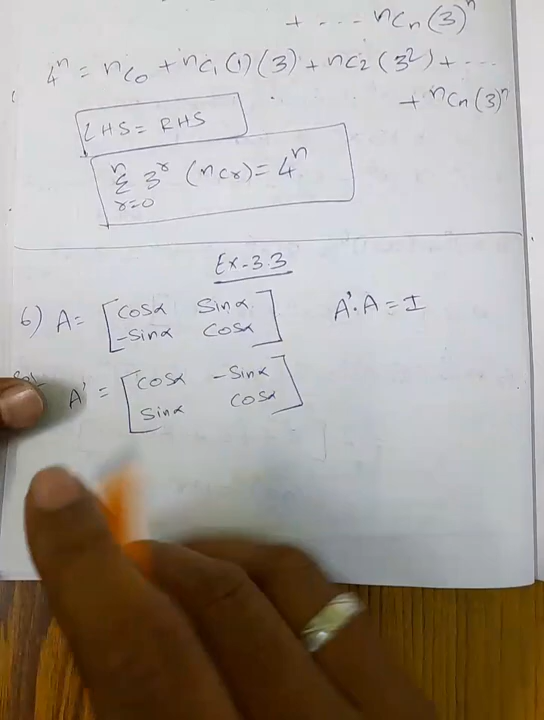 + ... nCn (3)^n
4^n = nC0 + nC1 (1) (3) + nC2 (3^2) + ...
+ nCn (3)^n
LHS = RHS
n
Σ 3^r (nCr) = 4^n
r=0
Ex-3.3
6) A = [cosα sinα A'·A = I
-sinα cosα]
A' = [cosα -sinα
sinα cosα]